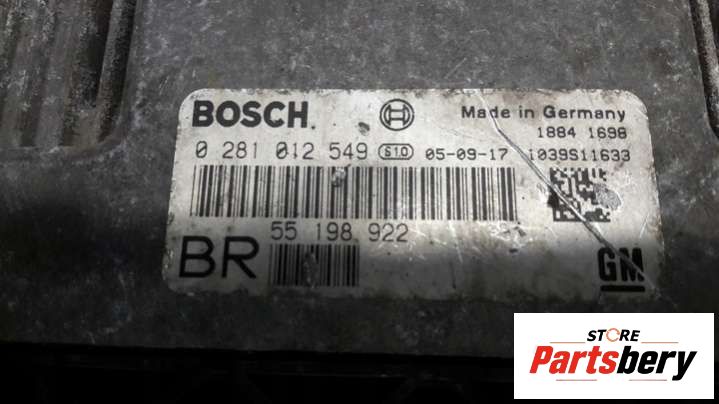 BOSCH.
Made in Germany
1884 1698
0 281 012 549 S10 05-09-17 1039S11633
55 198 922
BR
GM
STORE
Partsbery